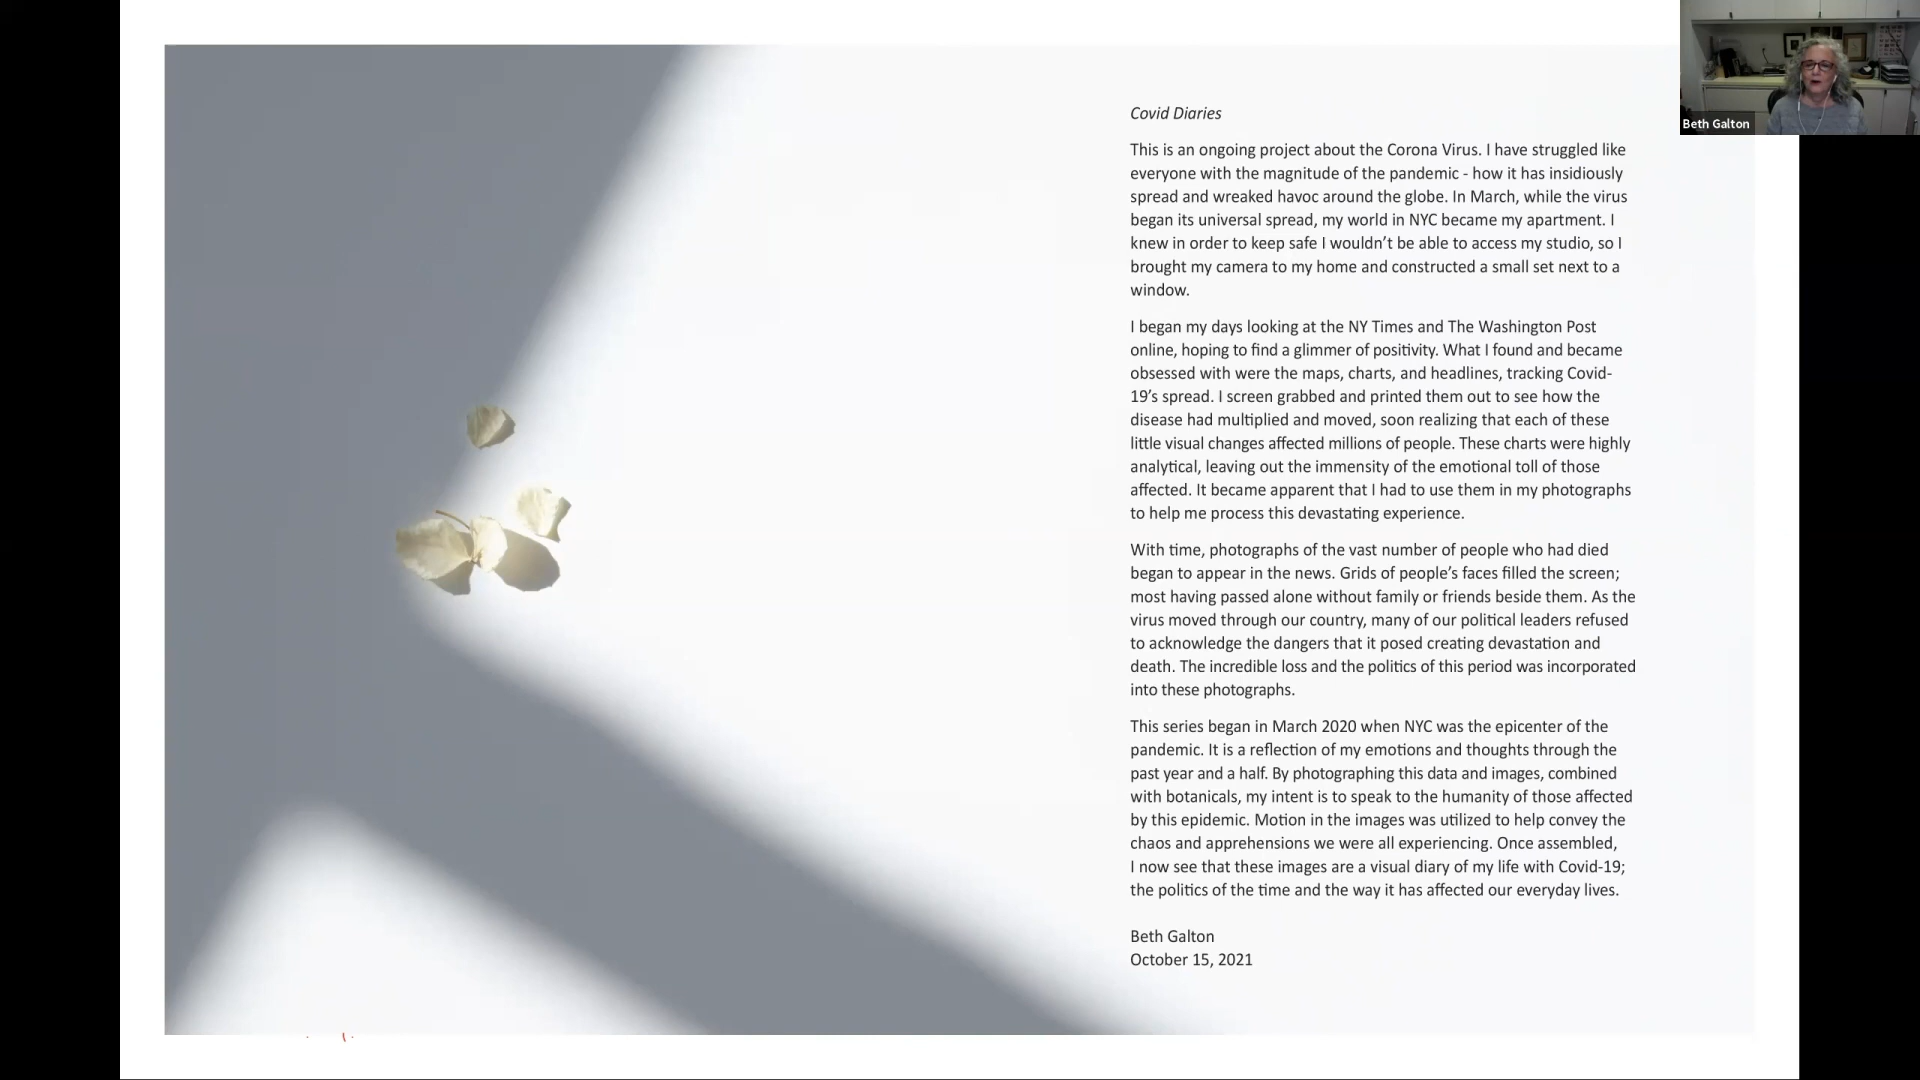 Covid Diaries
This is an ongoing project about the Corona Virus. I have struggled like
everyone with the magnitude of the pandemic - how it has insidiously
spread and wreaked havoc around the globe. In March, while the virus
began its universal spread, my world in NYC became my apartment. I
knew in order to keep safe I wouldn’t be able to access my studio, so I
brought my camera to my home and constructed a small set next to a
window.
I began my days looking at the NY Times and The Washington Post
online, hoping to find a glimmer of positivity. What I found and became
obsessed with were the maps, charts, and headlines, tracking Covid-
19’s spread. I screen grabbed and printed them out to see how the
disease had multiplied and moved, soon realizing that each of these
little visual changes affected millions of people. These charts were highly
analytical, leaving out the immensity of the emotional toll of those
affected. It became apparent that I had to use them in my photographs
to help me process this devastating experience.
With time, photographs of the vast number of people who had died
began to appear in the news. Grids of people’s faces filled the screen;
most having passed alone without family or friends beside them. As the
virus moved through our country, many of our political leaders refused
to acknowledge the dangers that it posed creating devastation and
death. The incredible loss and the politics of this period was incorporated
into these photographs.
This series began in March 2020 when NYC was the epicenter of the
pandemic. It is a reflection of my emotions and thoughts through the
past year and a half. By photographing this data and images, combined
with botanicals, my intent is to speak to the humanity of those affected
by this epidemic. Motion in the images was utilized to help convey the
chaos and apprehensions we were all experiencing. Once assembled,
I now see that these images are a visual diary of my life with Covid-19;
the politics of the time and the way it has affected our everyday lives.
Beth Galton
October 15, 2021
Beth Galton